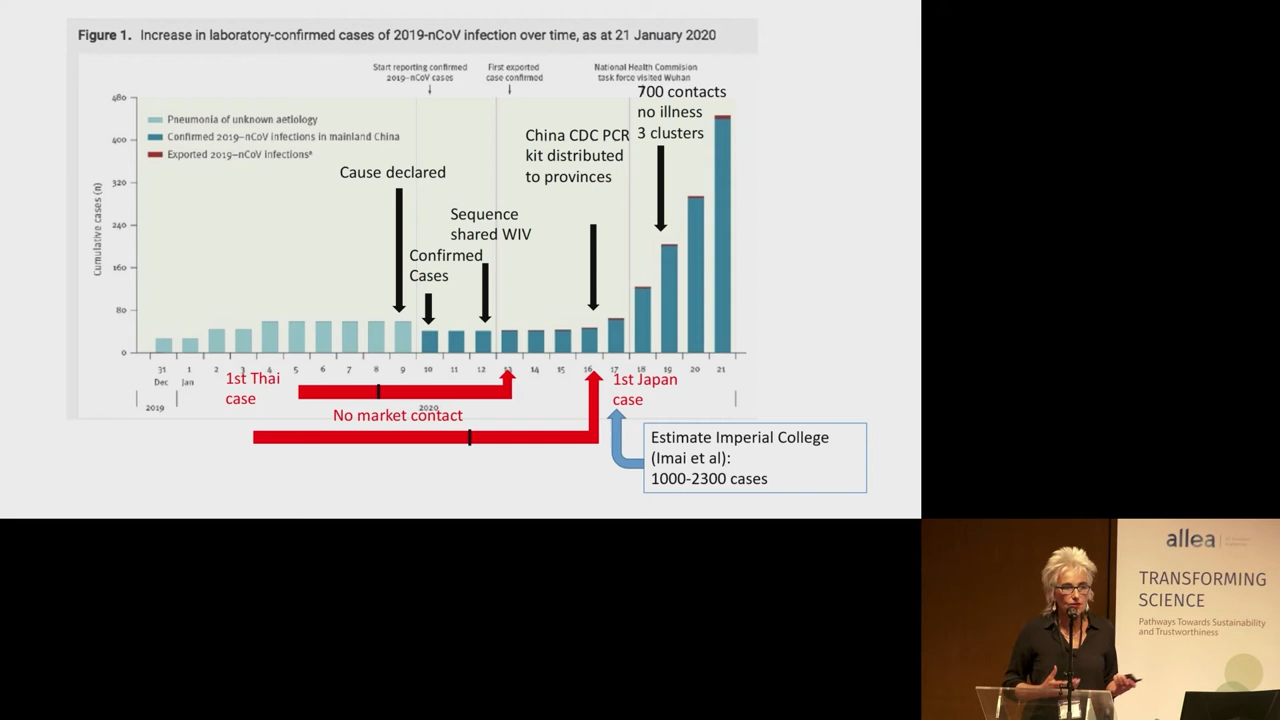 Figure 1. Increase in laboratory-confirmed cases of 2019-nCoV infection over time, as at 21 January 2020
Start reporting confirmed
2019–nCoV cases
First exported
case confirmed
National Health Commision
task force visited Wuhan
700 contacts
no illness
3 clusters
480
400
320
240
160
80
0
Cumulative cases (n)
Pneumonia of unknown aetiology
Confirmed 2019–nCoV infections in mainland China
Exported 2019–nCoV Infections*
China CDC PCR
kit distributed
to provinces
Cause declared
Sequence
shared WIV
Confirmed
Cases
31 1 2 3 4 5 6 7 8 9 10 11 12 13 14 15 16 17 18 19 20 21
Dec Jan
2019
2020
1st Thai
case
No market contact
1st Japan
case
Estimate Imperial College
(Imai et al):
1000-2300 cases
allea
TRANSFORMING
SCIENCE
Pathways Towards Sustainability
and Trustworthiness